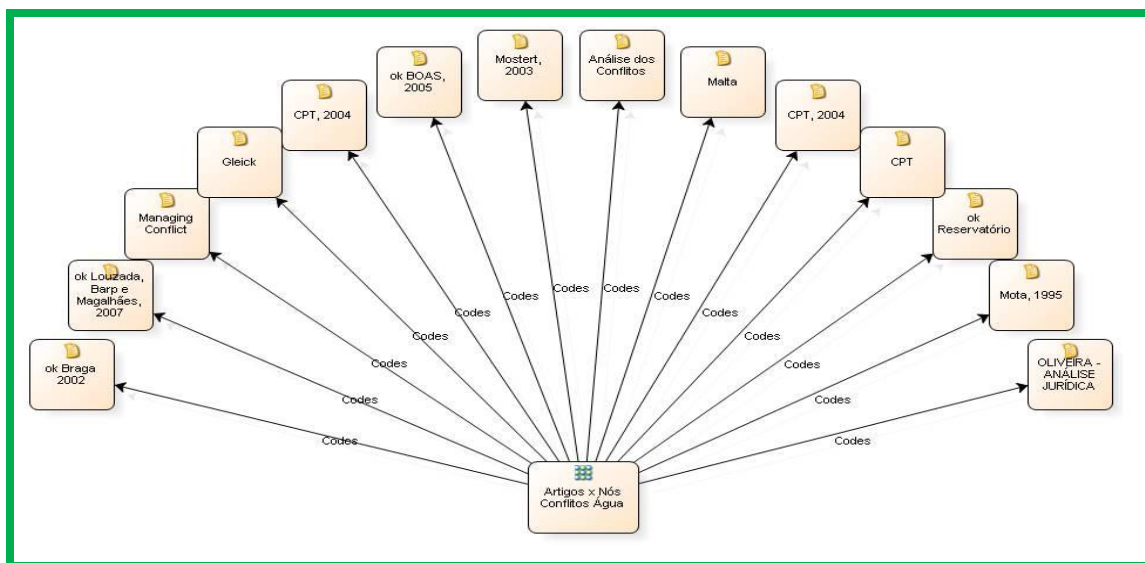 Mostert,
2003
Análise dos
Conflitos
ok BOAS,
2005
Malta
CPT, 2004
CPT, 2004
Gleick
CPT
Managing
Conflict
ok
Reservatório
ok Louzada,
Barp e
Magalhães,
2007
Mota, 1995
ok Braga
2002
OLIVEIRA -
ANÁLISE
JURÍDICA
Codes
Codes
Codes
Codes
Codes
Codes
Codes
Codes
Codes
Codes
Codes
Codes
Codes
Artigos x Nós
Conflitos Água